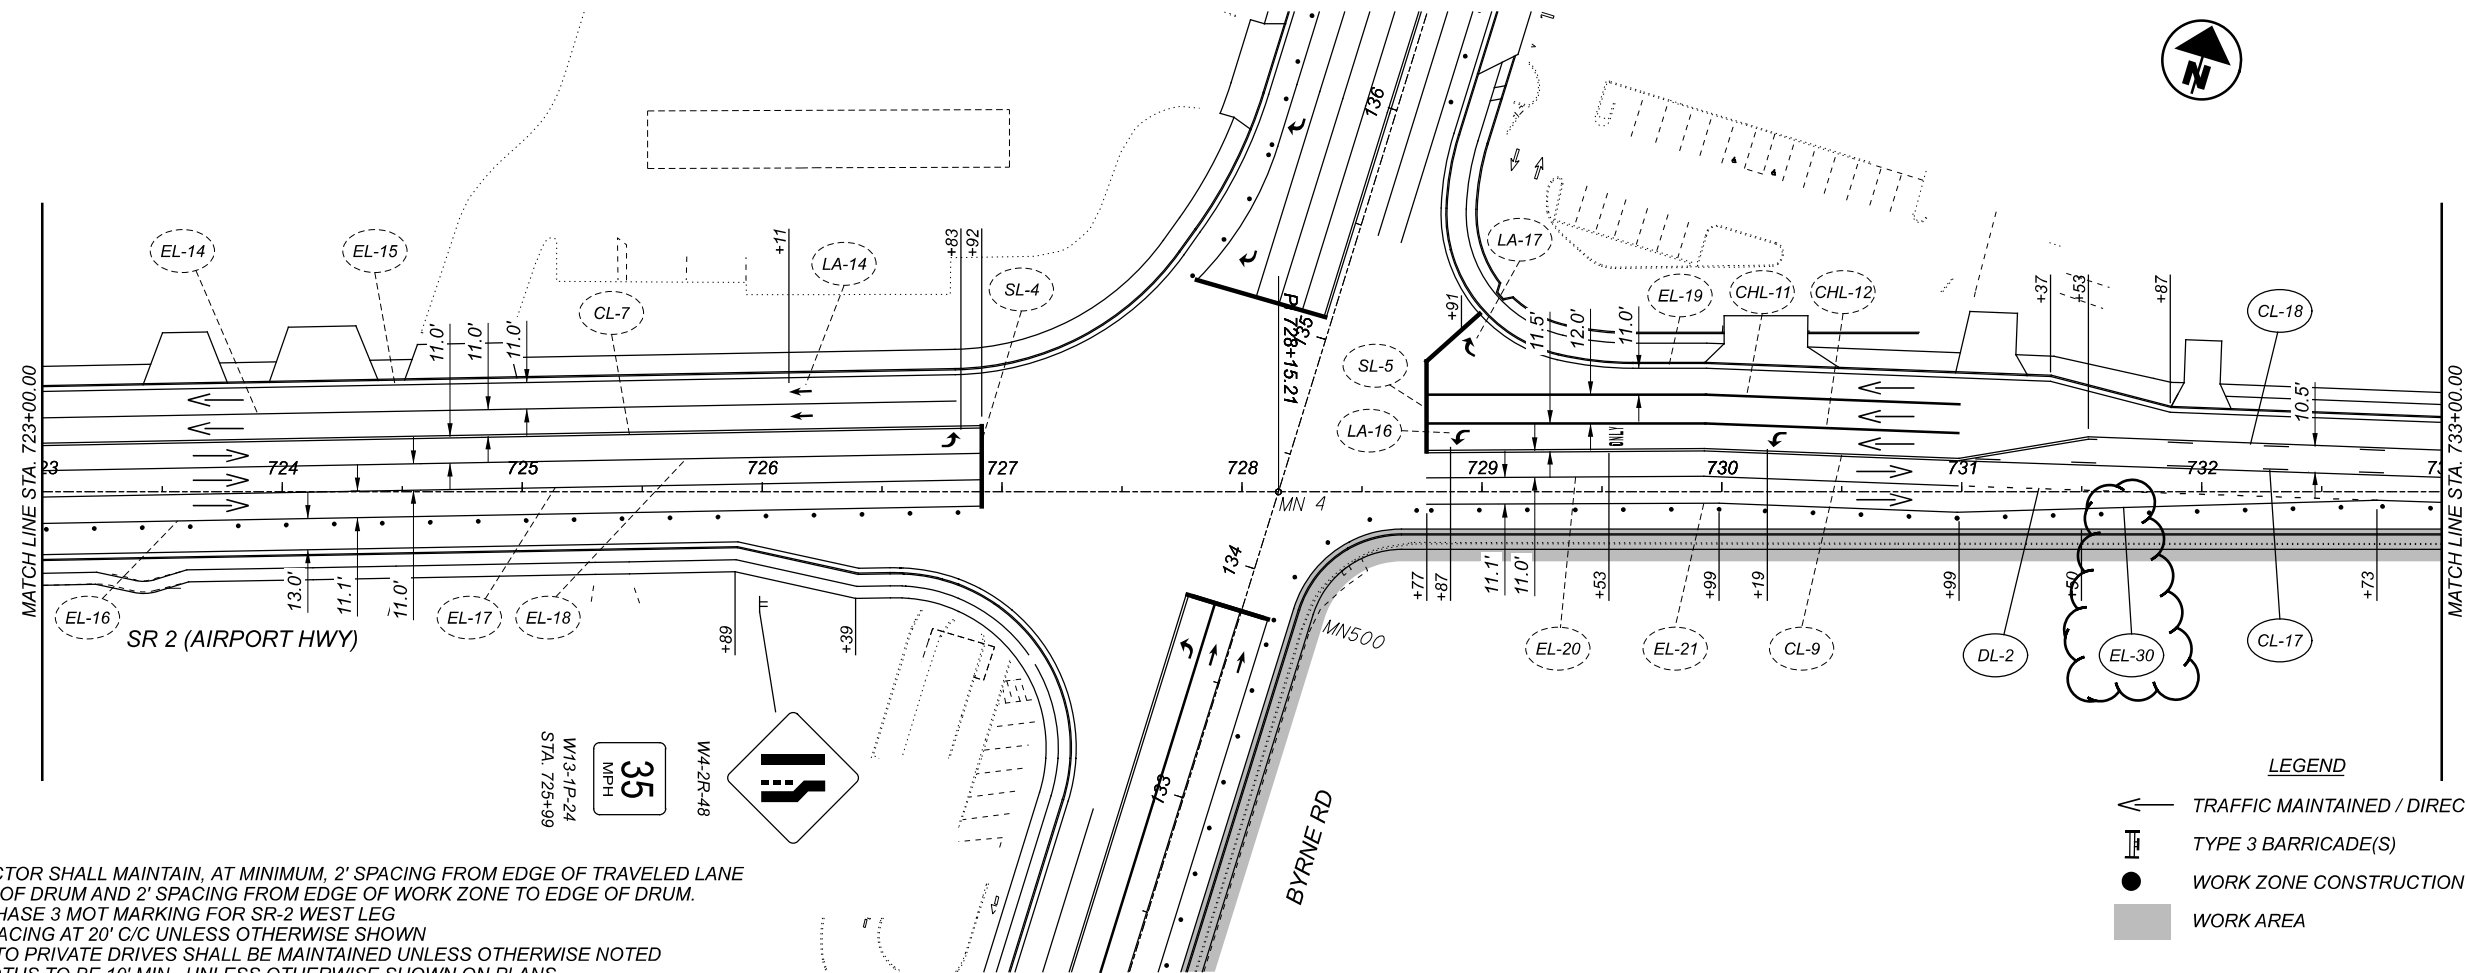 N
136
EL-14
EL-15
+11
LA-14
+83
+92
LA-17
SL-4
CL-7
EL-19
CHL-11
CHL-12
+91
+37
+53
+87
CL-18
11.0'
11.0'
11.0'
11.5'
12.0'
11.0'
135
728+15.21
SL-5
LA-16
ONLY
10.5'
MATCH LINE STA. 723+00.00
MATCH LINE STA. 733+00.00
23
724
725
726
727
728
729
730
731
732
MN 4
134
13.0'
11.1'
11.0'
+77
+87
11.1'
11.0'
+53
+99
+19
+99
+50
+73
EL-16
EL-17
EL-18
SR 2 (AIRPORT HWY)
+89
+39
MN500
EL-20
EL-21
CL-9
DL-2
EL-30
CL-17
W4-2R-48
35
MPH
W13-1P-24
STA. 725+99
133
BYRNE RD
LEGEND
TRAFFIC MAINTAINED / DIREC
TYPE 3 BARRICADE(S)
WORK ZONE CONSTRUCTION
WORK AREA
CTOR SHALL MAINTAIN, AT MINIMUM, 2' SPACING FROM EDGE OF TRAVELED LANE
OF DRUM AND 2' SPACING FROM EDGE OF WORK ZONE TO EDGE OF DRUM.
HASE 3 MOT MARKING FOR SR-2 WEST LEG
ACING AT 20' C/C UNLESS OTHERWISE SHOWN
TO PRIVATE DRIVES SHALL BE MAINTAINED UNLESS OTHERWISE NOTED
TO BE 10' MIN. UNLESS OTHERWISE SHOWN ON PLANS